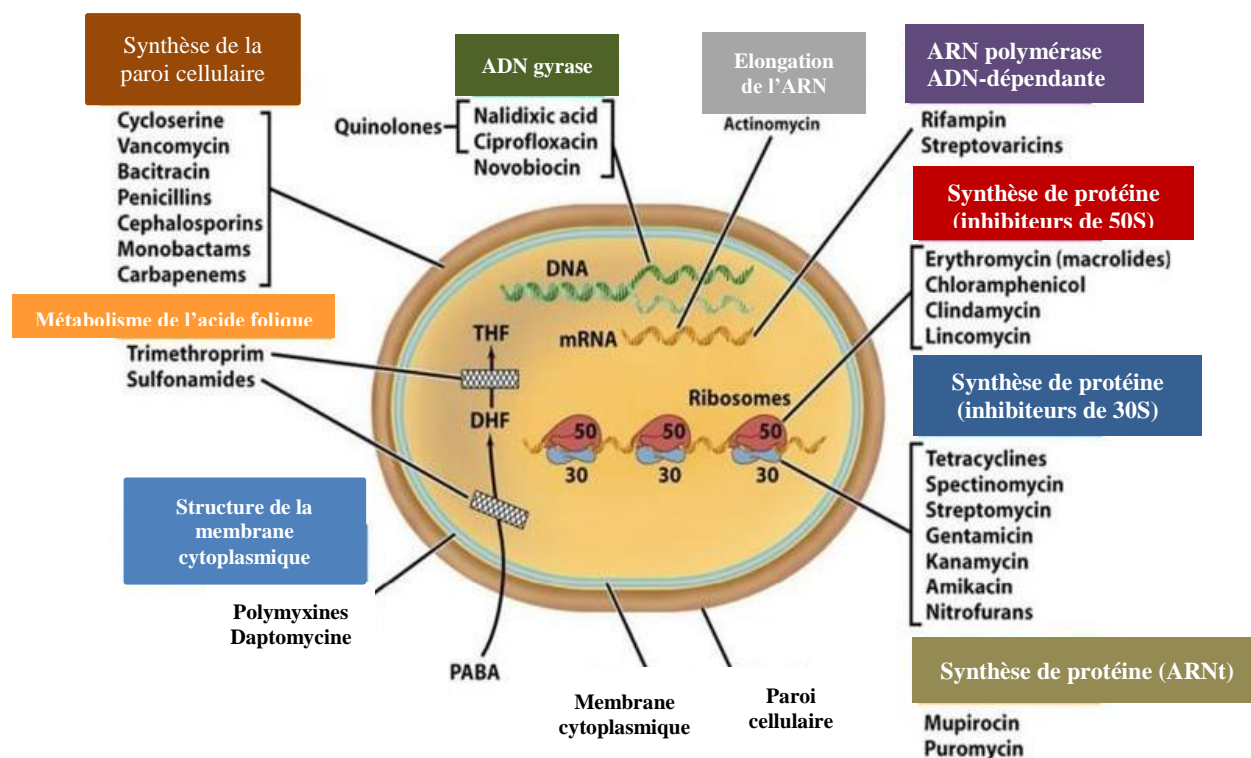 Synthèse de la
paroi cellulaire
Cycloserine
Vancomycin
Bacitracin
Penicillins
Cephalosporins
Monobactams
Carbapenems
ADN gyrase
Quinolones
Nalidixic acid
Ciprofloxacin
Novobiocin
Elongation
de l'ARN
Actinomycin
ARN polymérase
ADN-dépendante
Rifampin
Streptovaricins
Synthèse de protéine
(inhibiteurs de 50S)
Erythromycin (macrolides)
Chloramphenicol
Clindamycin
Lincomycin
Métabolisme de l'acide folique
Trimethroprim
Sulfonamides
DNA
THF
mRNA
DHF
Ribosomes
50
50
50
30
30
30
Synthèse de protéine
(inhibiteurs de 30S)
Tetracyclines
Spectinomycin
Streptomycin
Gentamicin
Kanamycin
Amikacin
Nitrofurans
Structure de la
membrane
cytoplasmique
Polymyxines
Daptomycine
PABA
Membrane
cytoplasmique
Paroi
cellulaire
Synthèse de protéine (ARNt)
Mupirocin
Puromycin